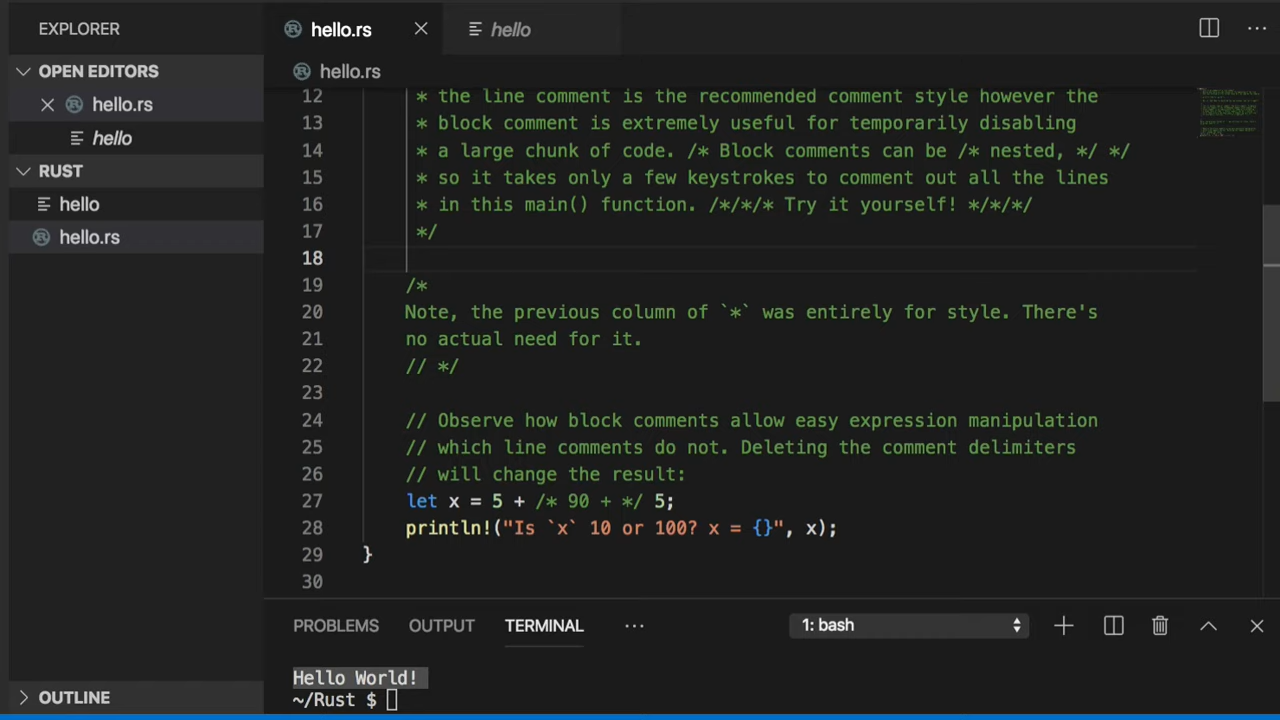 EXPLORER
OPEN EDITORS
hello.rs
hello
RUST
hello
hello.rs
OUTLINE
hello.rs
hello
hello.rs
12 * the line comment is the recommended comment style however the
13 * block comment is extremely useful for temporarily disabling
14 * a large chunk of code. /* Block comments can be /* nested, */ */
15 * so it takes only a few keystrokes to comment out all the lines
16 * in this main() function. /*/*/* Try it yourself! */*/*/
17 */
18
19 /*
20 Note, the previous column of `*` was entirely for style. There's
21 no actual need for it.
22 // */
23
24 // Observe how block comments allow easy expression manipulation
25 // which line comments do not. Deleting the comment delimiters
26 // will change the result:
27 let x = 5 + /* 90 + */ 5;
28 println!("Is `x` 10 or 100? x = {}", x);
29 }
30
PROBLEMS OUTPUT TERMINAL ··· 1: bash
Hello World!
~/Rust $